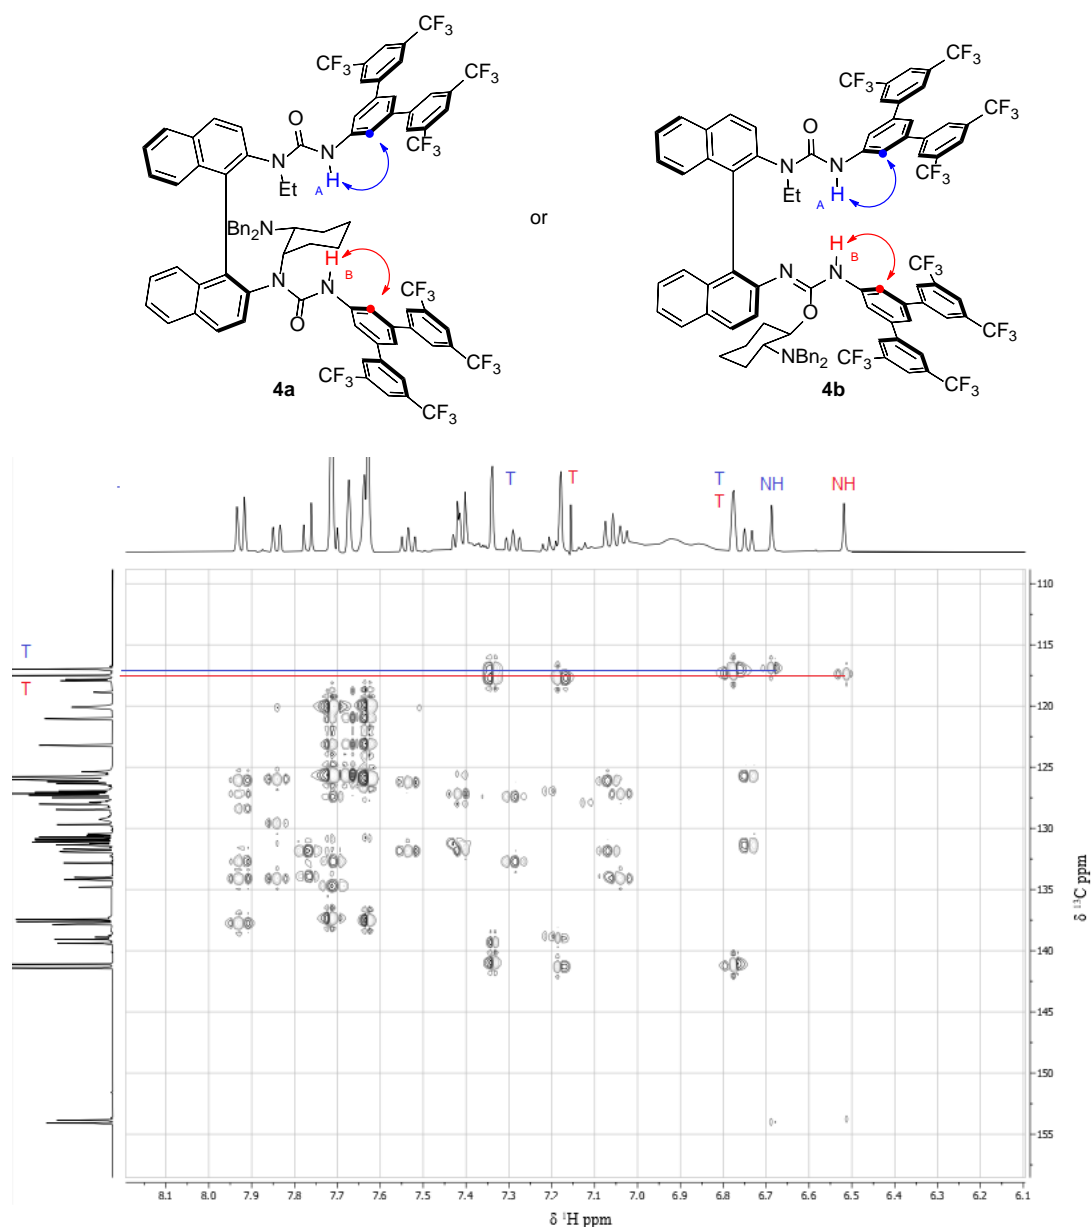 CF3 CF3 CF3 CF3
O
N N
H
A
Et
Bn2N
H
B
N N
O
CF3
CF3
CF3
CF3
4a
or
CF3 CF3 CF3 CF3
O
N N
H
A
Et
H
B
N N
O
NBn2
CF3
CF3
CF3
CF3
4b
T T T NH NH
T
T
T
110
115
120
125
130
135
140
145
150
155
δ 13C ppm
8.1 8.0 7.9 7.8 7.7 7.6 7.5 7.4 7.3 7.2 7.1 7.0 6.9 6.8 6.7 6.6 6.5 6.4 6.3 6.2 6.1
δ 1H ppm